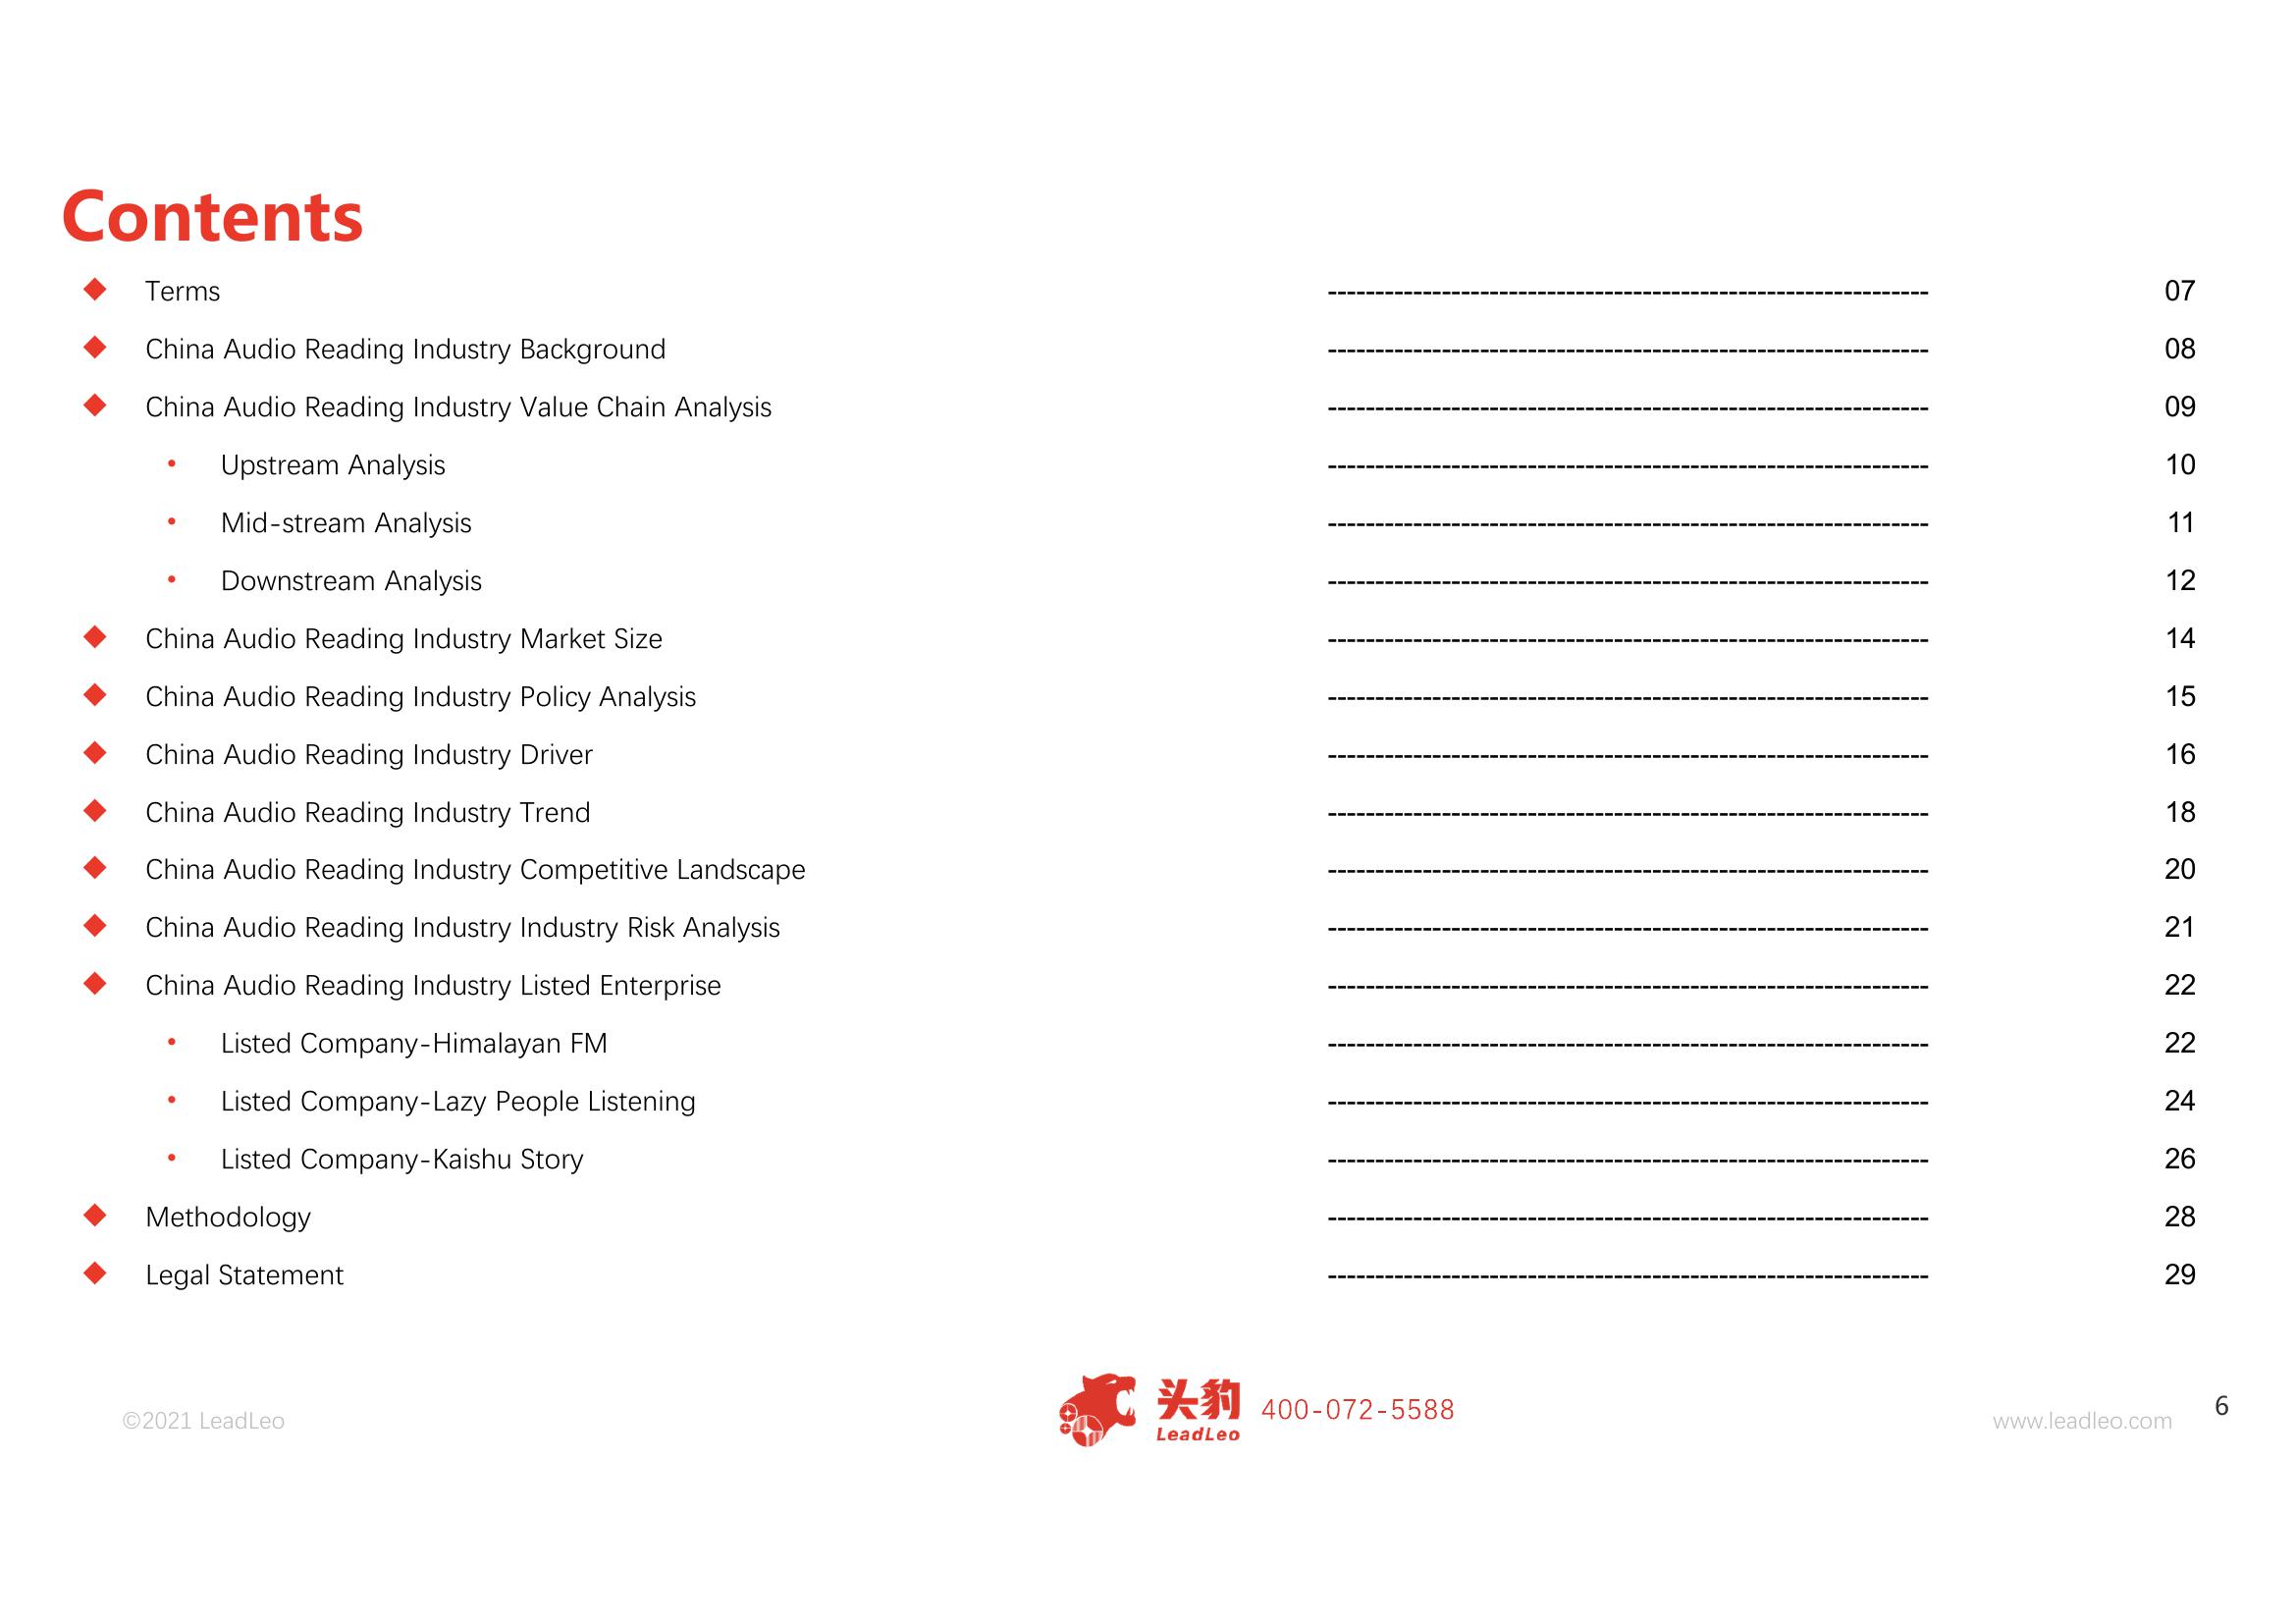 Contents
◆ Terms ---------------------------------------------------------------- 07
◆ China Audio Reading Industry Background ---------------------------------------------------------------- 08
◆ China Audio Reading Industry Value Chain Analysis ---------------------------------------------------------------- 09
• Upstream Analysis ---------------------------------------------------------------- 10
• Mid-stream Analysis ---------------------------------------------------------------- 11
• Downstream Analysis ---------------------------------------------------------------- 12
◆ China Audio Reading Industry Market Size ---------------------------------------------------------------- 14
◆ China Audio Reading Industry Policy Analysis ---------------------------------------------------------------- 15
◆ China Audio Reading Industry Driver ---------------------------------------------------------------- 16
◆ China Audio Reading Industry Trend ---------------------------------------------------------------- 18
◆ China Audio Reading Industry Competitive Landscape ---------------------------------------------------------------- 20
◆ China Audio Reading Industry Industry Risk Analysis ---------------------------------------------------------------- 21
◆ China Audio Reading Industry Listed Enterprise ---------------------------------------------------------------- 22
• Listed Company-Himalayan FM ---------------------------------------------------------------- 22
• Listed Company-Lazy People Listening ---------------------------------------------------------------- 24
• Listed Company-Kaishu Story ---------------------------------------------------------------- 26
◆ Methodology ---------------------------------------------------------------- 28
◆ Legal Statement ---------------------------------------------------------------- 29
©2021 LeadLeo
头豹
LeadLeo
400-072-5588
www.leadleo.com
6